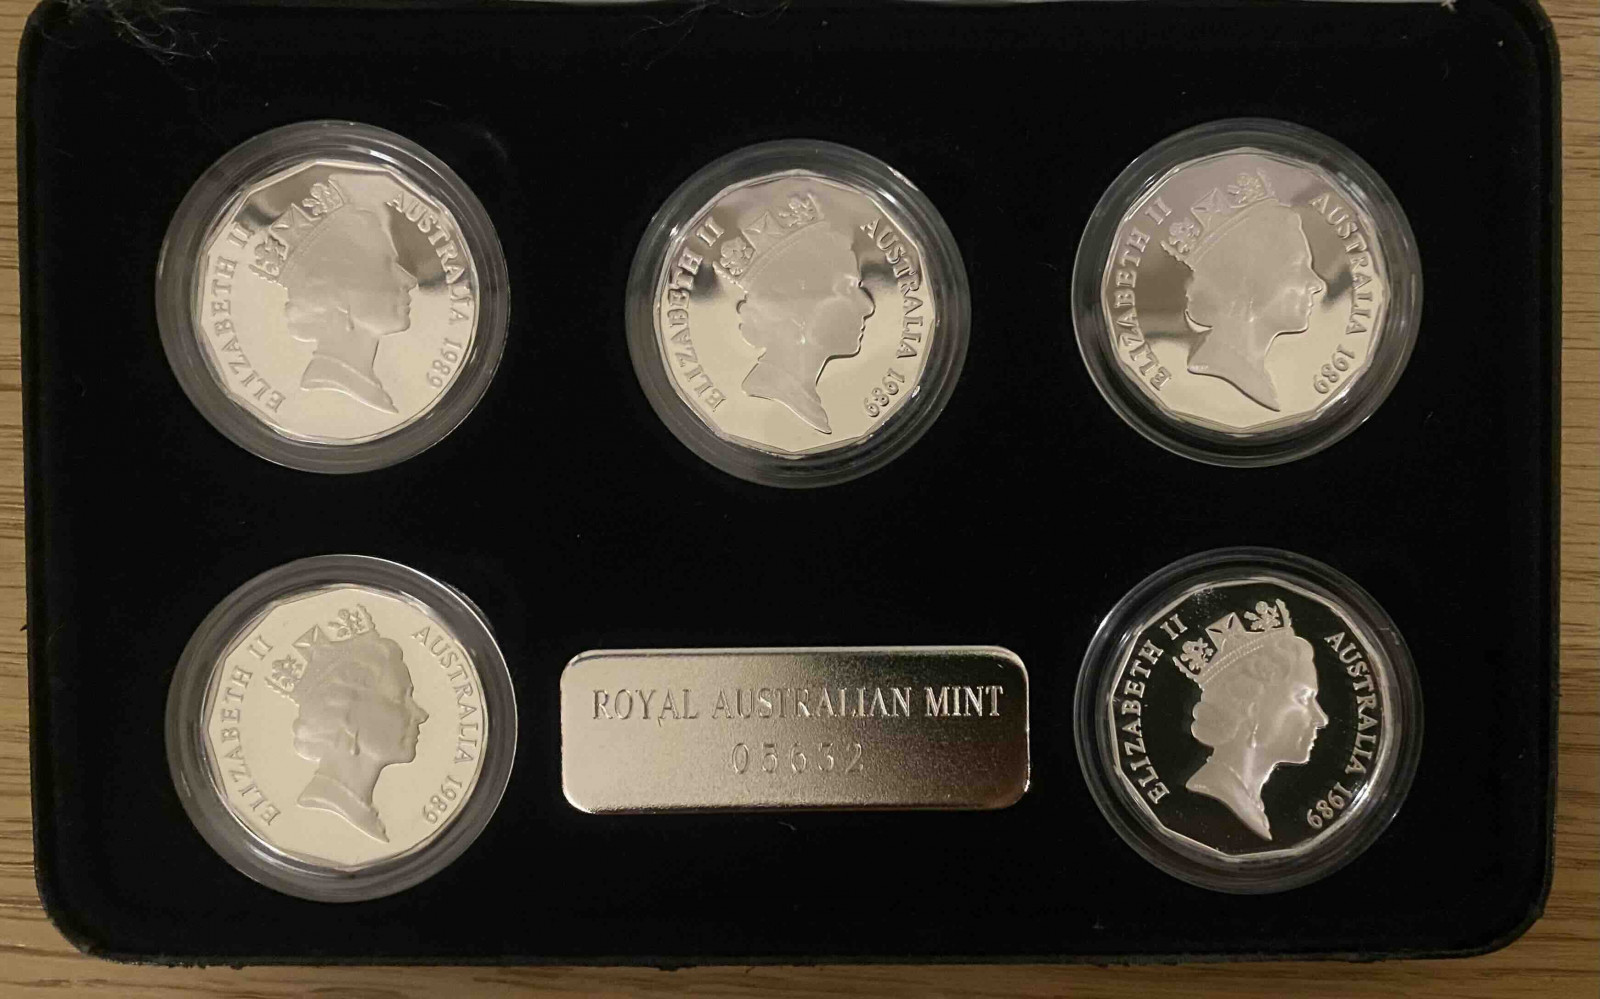 ELIZABETH II AUSTRALIA 1989
ELIZABETH II AUSTRALIA 1989
ELIZABETH II AUSTRALIA 1989
ELIZABETH II AUSTRALIA 1989
ROYAL AUSTRALIAN MINT
05632
ELIZABETH II AUSTRALIA 1989